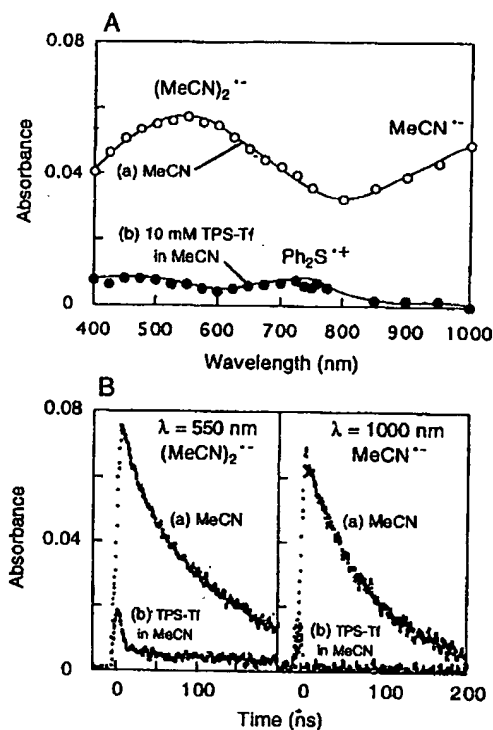 A
0.08
0.04
0
Absorbance
(MeCN)₂•−
MeCN•−
(a) MeCN
(b) 10 mM TPS-Tf
in MeCN
Ph₂S•+
400 500 600 700 800 900 1000
Wavelength (nm)
B
0.08
0.04
0
Absorbance
λ = 550 nm
(MeCN)₂•−
(a) MeCN
(b) TPS-Tf
in MeCN
λ = 1000 nm
MeCN•−
(a) MeCN
(b) TPS-Tf
in MeCN
0 100 0 100 200
Time (ns)